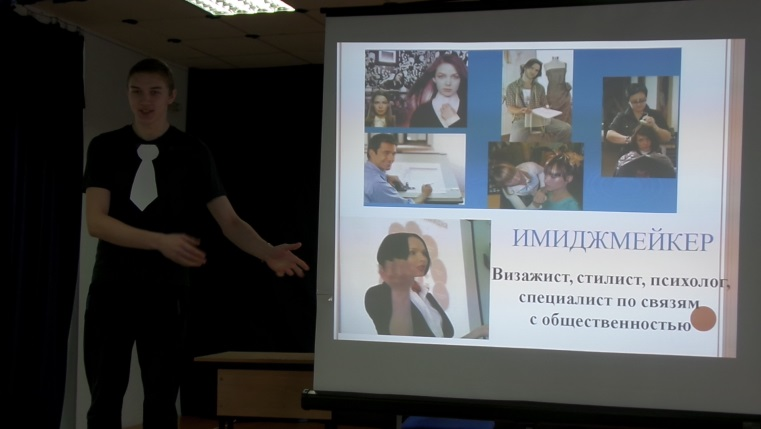 ИМИДЖМЕЙКЕР
Визажист, стилист, психолог,
специалист по связям
с общественностью